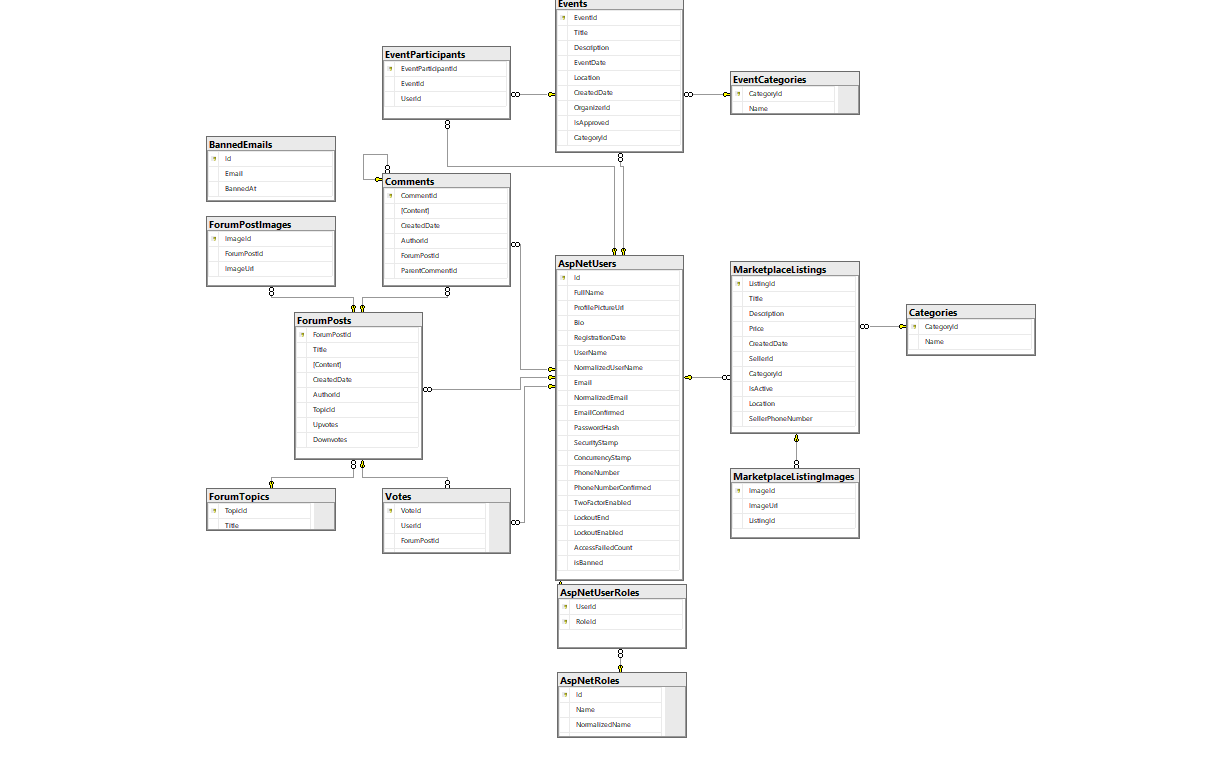 Events
EventId
Title
Description
EventDate
Location
CreatedDate
OrganizerId
IsApproved
CategoryId
EventParticipants
EventParticipantId
EventId
UserId
EventCategories
CategoryId
Name
BannedEmails
Id
Email
BannedAt
Comments
CommentId
[Content]
CreatedDate
AuthorId
ForumPostId
ParentCommentId
ForumPostImages
ImageId
ForumPostId
ImageUrl
AspNetUsers
Id
FullName
ProfilePictureUrl
Bio
RegistrationDate
UserName
NormalizedUserName
Email
NormalizedEmail
EmailConfirmed
PasswordHash
SecurityStamp
ConcurrencyStamp
PhoneNumber
PhoneNumberConfirmed
TwoFactorEnabled
LockoutEnd
LockoutEnabled
AccessFailedCount
IsBanned
MarketplaceListings
ListingId
Title
Description
Price
CreatedDate
SellerId
CategoryId
IsActive
Location
SellerPhoneNumber
Categories
CategoryId
Name
ForumPosts
ForumPostId
Title
[Content]
CreatedDate
AuthorId
TopicId
Upvotes
Downvotes
MarketplaceListingImages
ImageId
ImageUrl
ListingId
ForumTopics
TopicId
Title
Votes
VoteId
UserId
ForumPostId
AspNetUserRoles
UserId
RoleId
AspNetRoles
Id
Name
NormalizedName